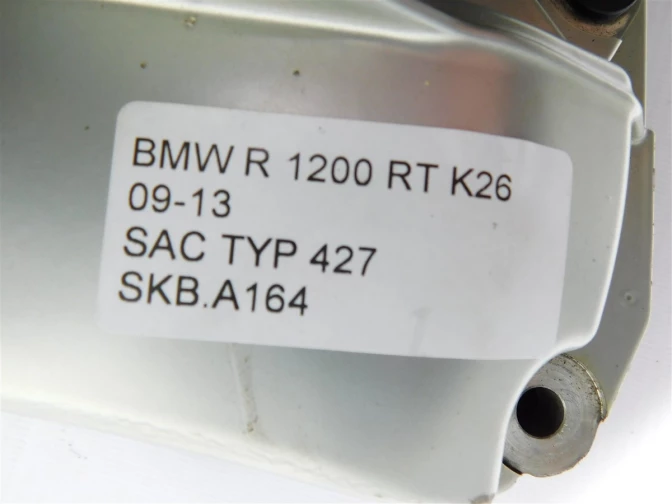 BMW R 1200 RT K26
09-13
SAC TYP 427
SKB.A164